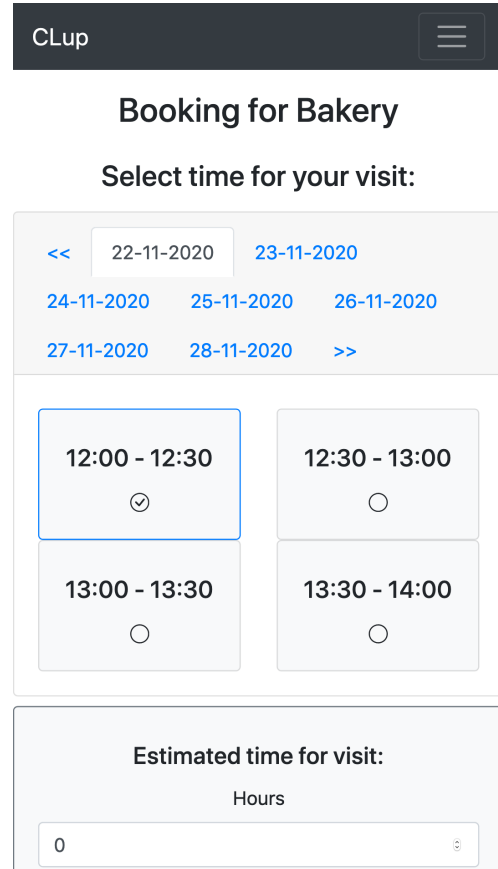 CLup
Booking for Bakery
Select time for your visit:
<< 22-11-2020 23-11-2020
24-11-2020 25-11-2020 26-11-2020
27-11-2020 28-11-2020 >>
12:00 - 12:30 12:30 - 13:00
13:00 - 13:30 13:30 - 14:00
Estimated time for visit:
Hours
0